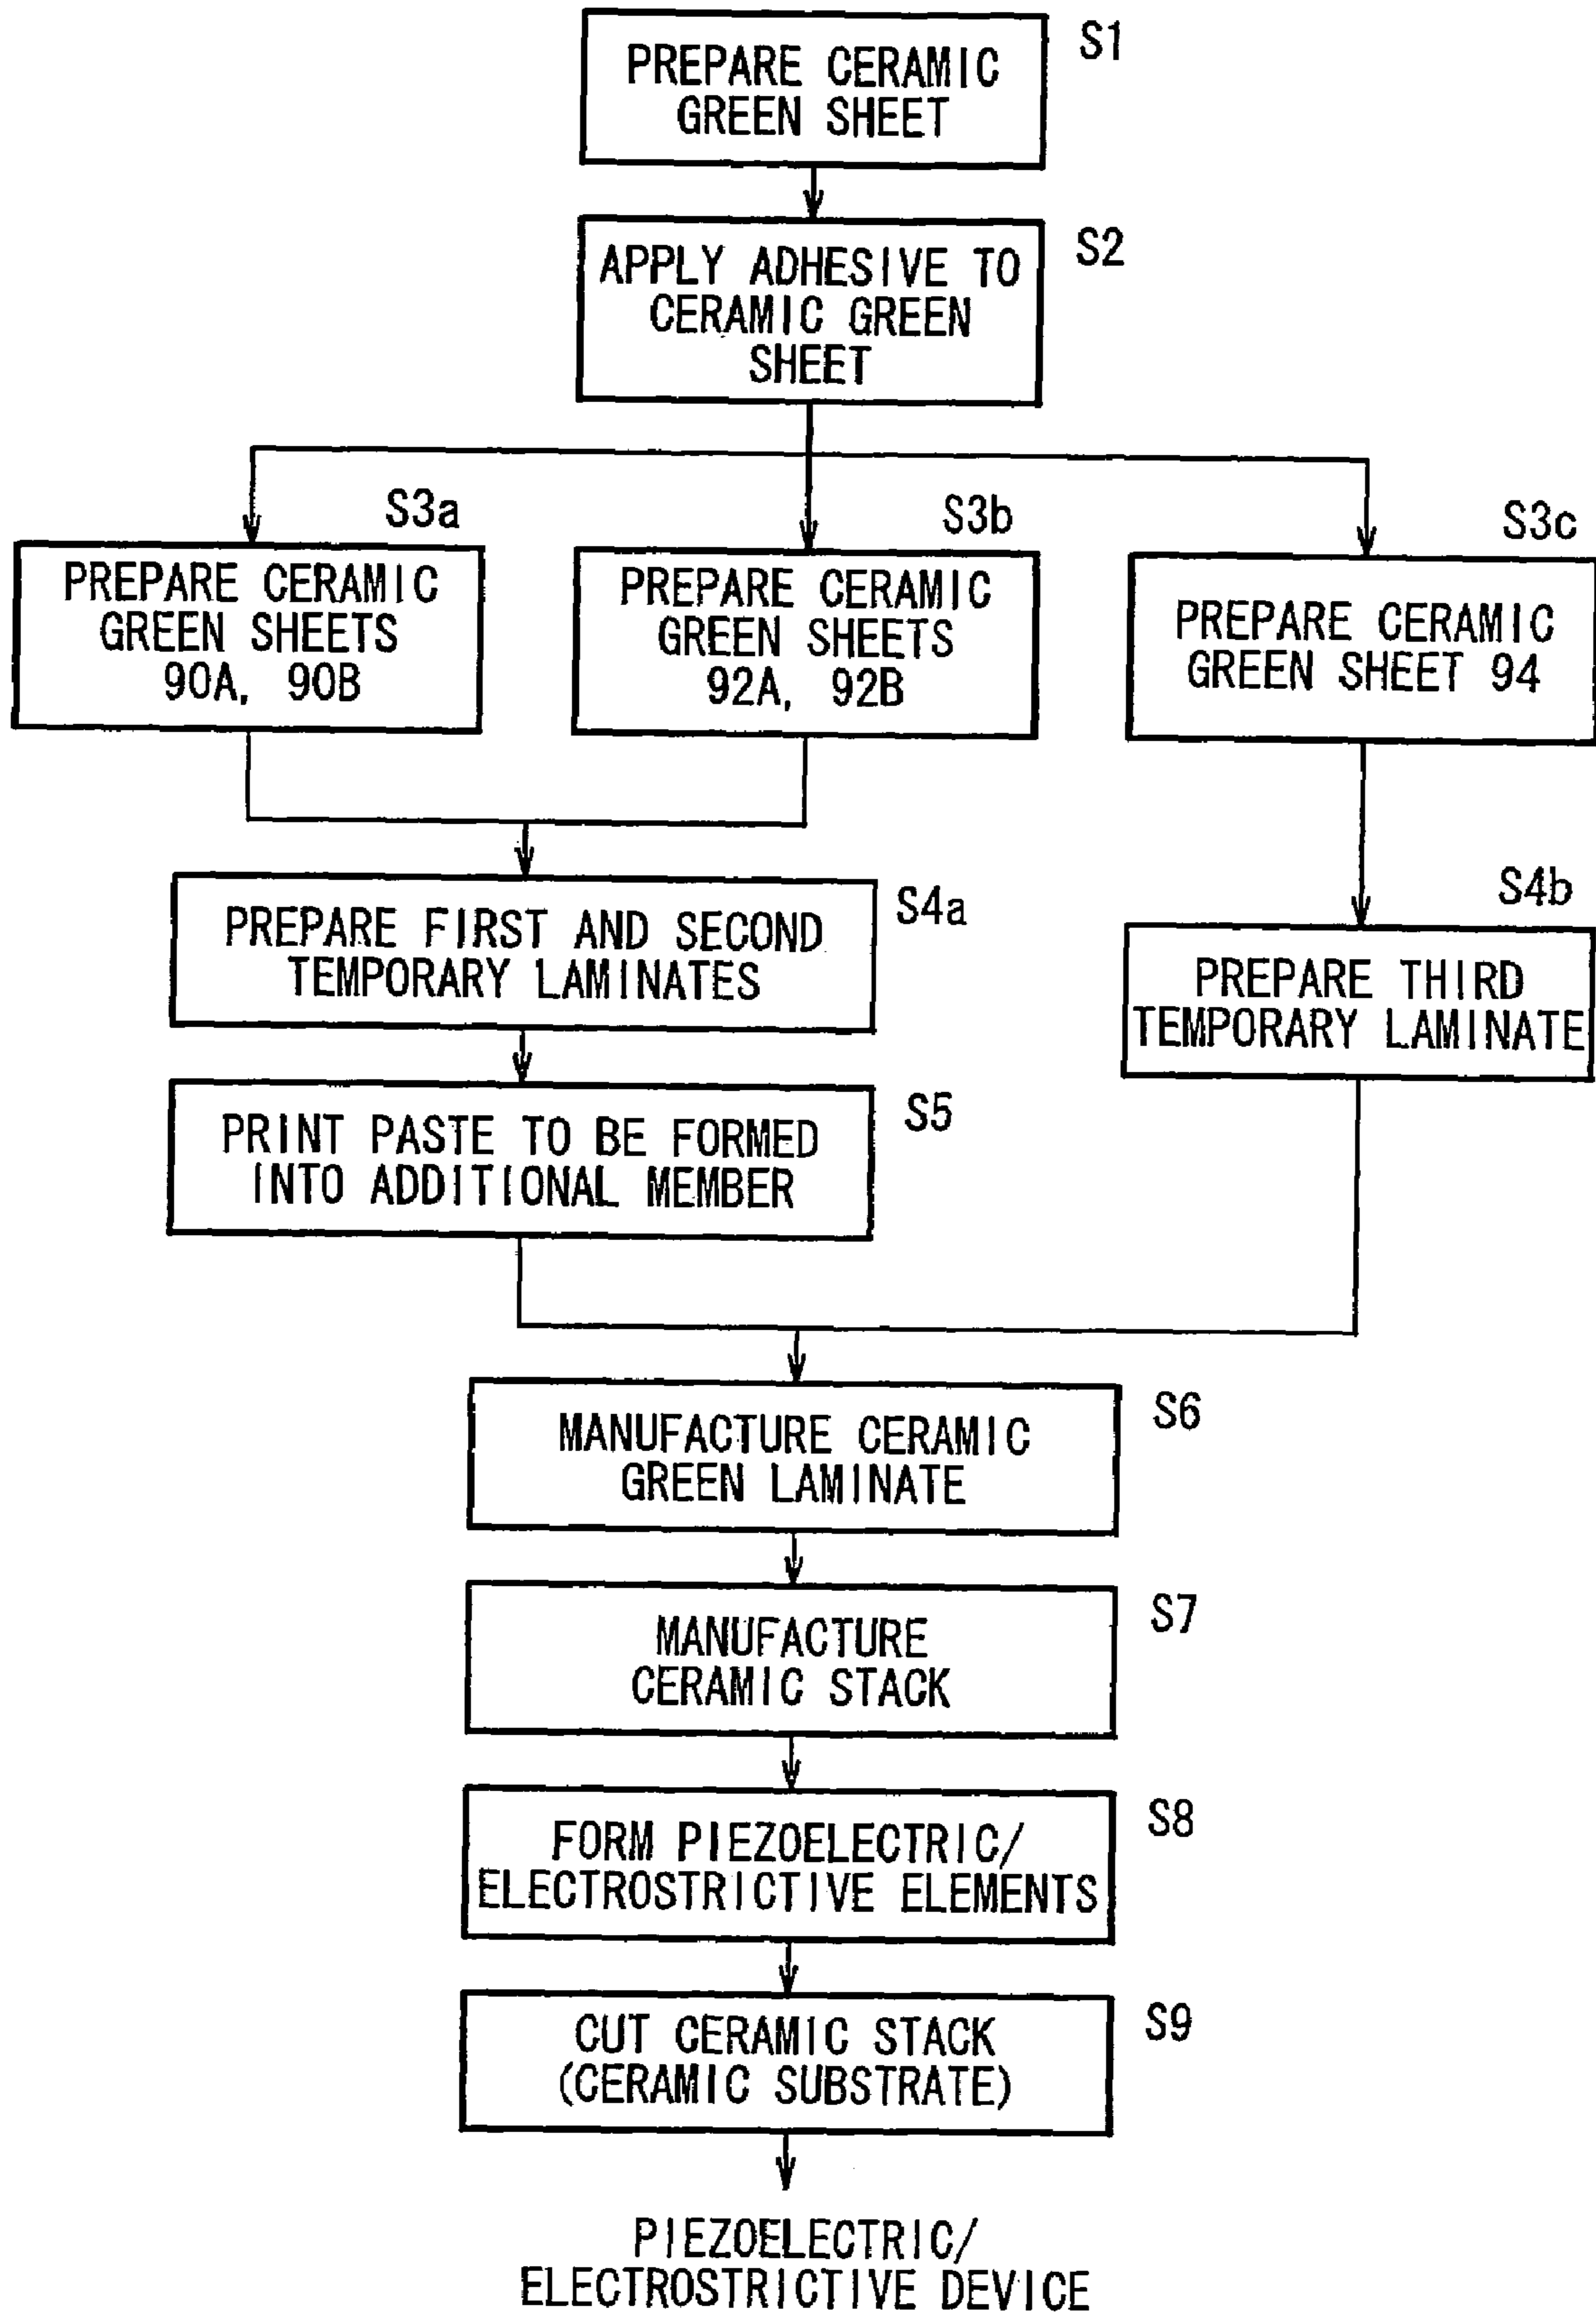 PREPARE CERAMIC
GREEN SHEET
S1
APPLY ADHESIVE TO
CERAMIC GREEN
SHEET
S2
S3a
PREPARE CERAMIC
GREEN SHEETS
90A, 90B
S3b
PREPARE CERAMIC
GREEN SHEETS
92A, 92B
S3c
PREPARE CERAMIC
GREEN SHEET 94
PREPARE FIRST AND SECOND
TEMPORARY LAMINATES
S4a
S4b
PREPARE THIRD
TEMPORARY LAMINATE
PRINT PASTE TO BE FORMED
INTO ADDITIONAL MEMBER
S5
MANUFACTURE CERAMIC
GREEN LAMINATE
S6
MANUFACTURE
CERAMIC STACK
S7
FORM PIEZOELECTRIC/
ELECTROSTRICTIVE ELEMENTS
S8
CUT CERAMIC STACK
(CERAMIC SUBSTRATE)
S9
PIEZOELECTRIC/
ELECTROSTRICTIVE DEVICE